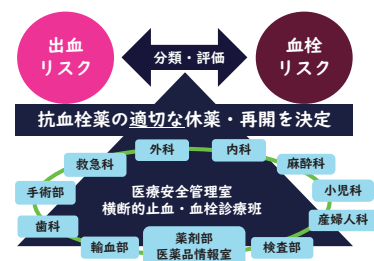 出血
リスク
分類・評価
血栓
リスク
抗血栓薬の適切な休薬・再開を決定
外科
内科
救急科
麻酔科
手術部
小児科
医療安全管理室
横断的止血・血栓診療班
歯科
産婦人科
輸血部
薬剤部
医薬品情報室
検査部